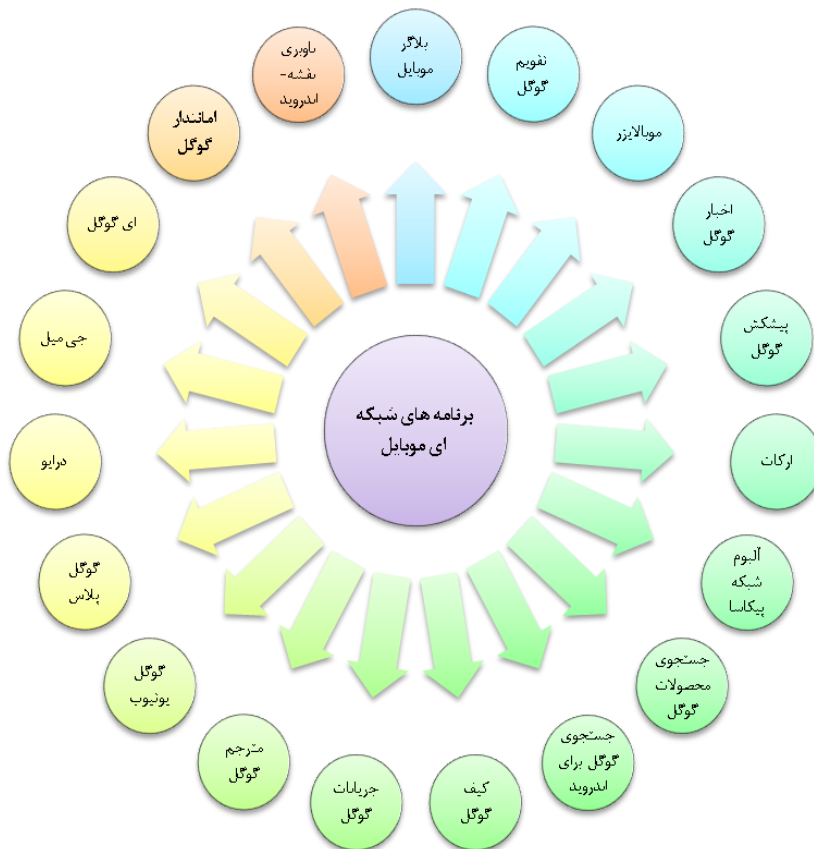 برنامه های شبکه
ای موبایل
بلاگر
موبایل
تقویم
گوگل
موبالایزر
اخبار
گوگل
پیشکش
گوگل
ارکات
آلبوم
شبکه
پیکاسا
جستجوی
محصولات
گوگل
جستجوی
گوگل برای
اندروید
کیف
گوگل
جریانات
گوگل
مترجم
گوگل
گوگل
یوتیوب
گوگل
پلاس
درایو
جی میل
ای گوگل
امانتدار
گوگل
ناوبری
نقشه-
اندروید